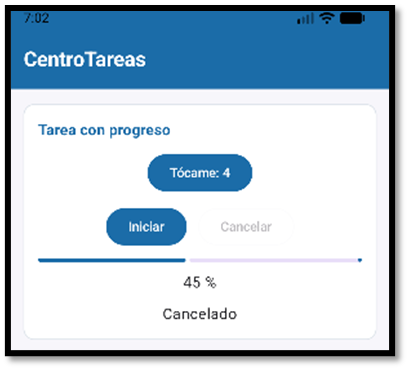 7:02
CentroTareas
Tarea con progreso
Tócame: 4
Iniciar Cancelar
45 %
Cancelado